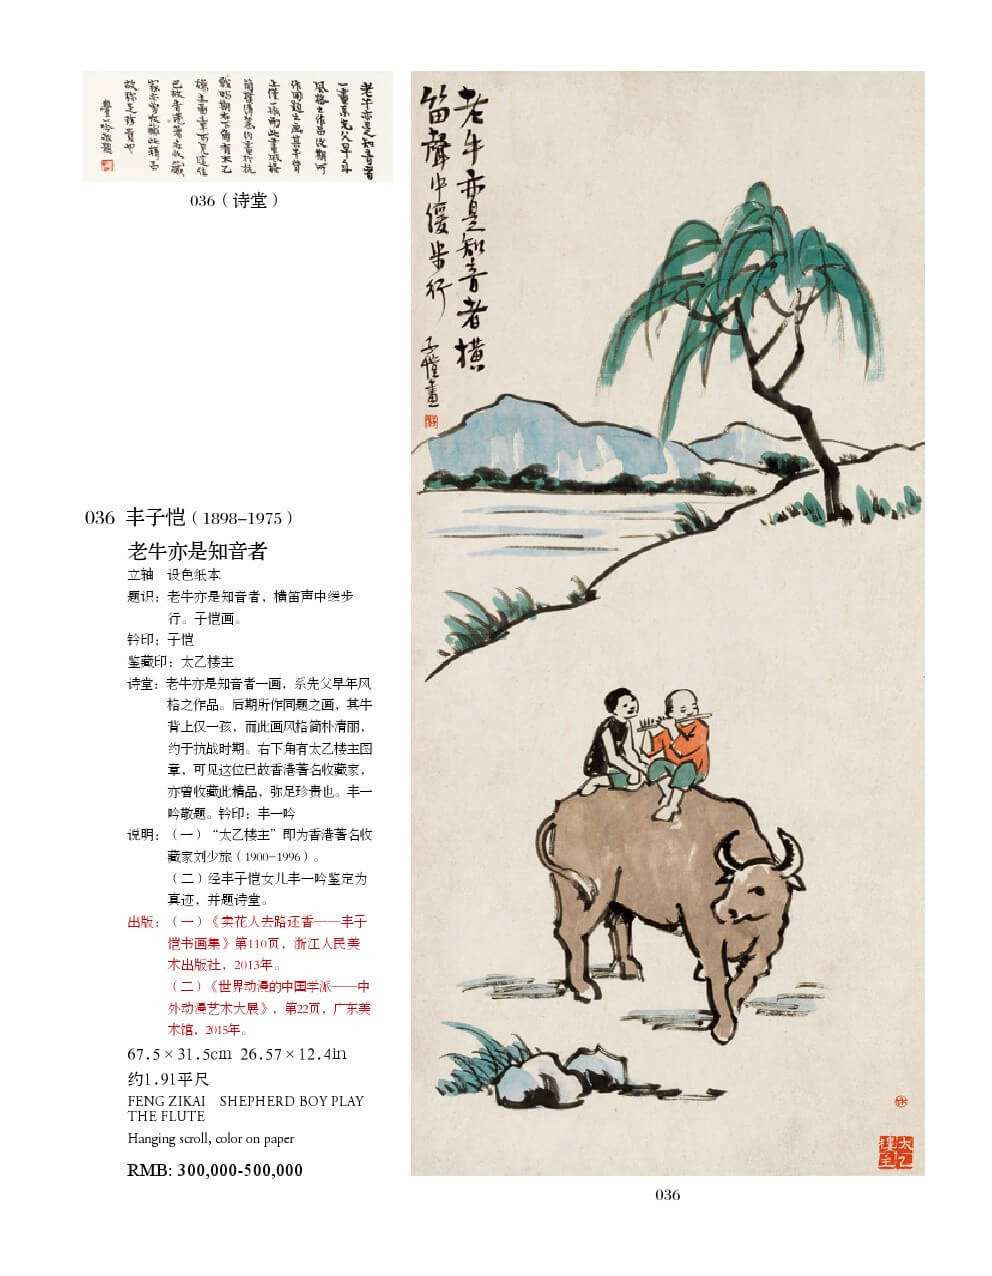 老牛亦是知音者一画系先父早年
风格之作品后期所
作同题之画其牛背
上仅一孩而此画风格
简朴清丽约于抗
战时期右下角有太乙
楼主图章可见这位
已故香港著名收藏
家亦曾收藏此精品
弥足珍贵也
丰一吟敬题
036（诗堂）
老牛亦是知音者横
笛聲中緩步行
子愷畫
036 丰子恺（1898–1975）
老牛亦是知音者
立轴 设色纸本
题识：老牛亦是知音者，横笛声中缓步
行。子恺画。
钤印：子恺
鉴藏印：太乙楼主
诗堂：老牛亦是知音者一画，系先父早年风
格之作品。后期所作同题之画，其牛
背上仅一孩，而此画风格简朴清丽，
约于抗战时期。右下角有太乙楼主图
章，可见这位已故香港著名收藏家，
亦曾收藏此精品，弥足珍贵也。丰一
吟敬题。钤印：丰一吟
说明：（一）“太乙楼主”即为香港著名收
藏家刘少旅（1900-1996）。
（二）经丰子恺女儿丰一吟鉴定为
真迹，并题诗堂。
出版：（一）《卖花人去路还香——丰子
恺书画集》第110页，浙江人民美
术出版社，2013年。
（二）《世界动漫的中国学派——中
外动漫艺术大展》，第22页，广东美
术馆，2015年。
67.5×31.5cm 26.57×12.4in
约1.91平尺
FENG ZIKAI SHEPHERD BOY PLAY
THE FLUTE
Hanging scroll, color on paper
RMB: 300,000-500,000
太乙
樓主
036